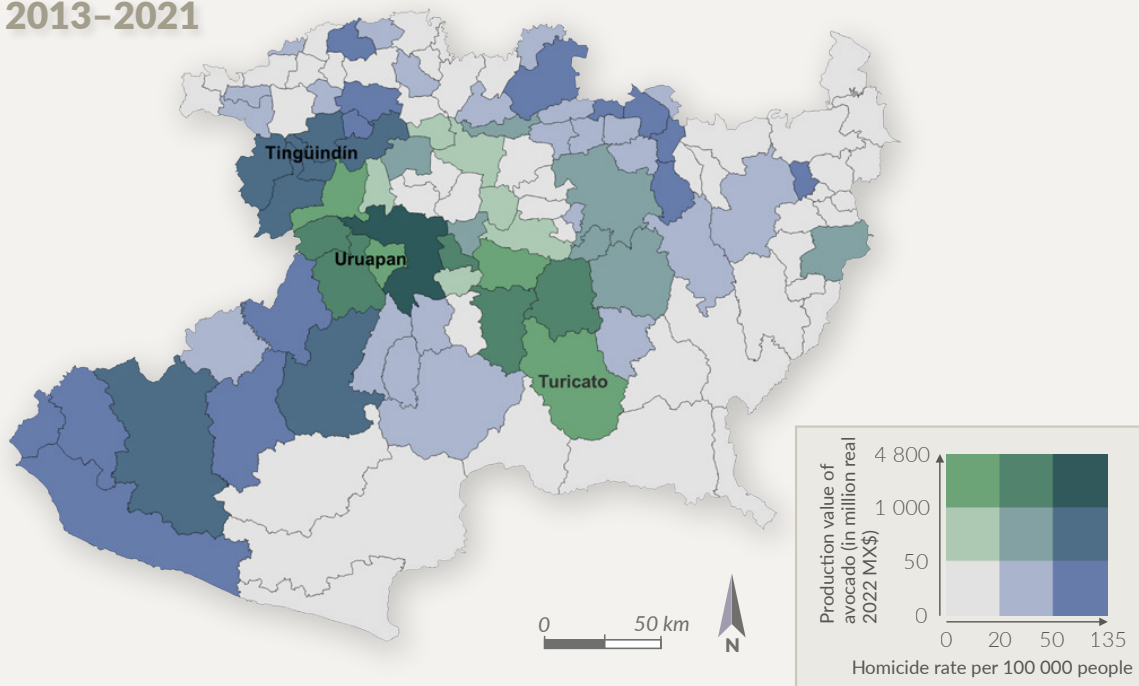 2013–2021
Tingüindín
Uruapan
Turicato
0 50 km
N
Production value of
avocado (in million real
2022 MX$)
4 800
1 000
50
0
0 20 50 135
Homicide rate per 100 000 people